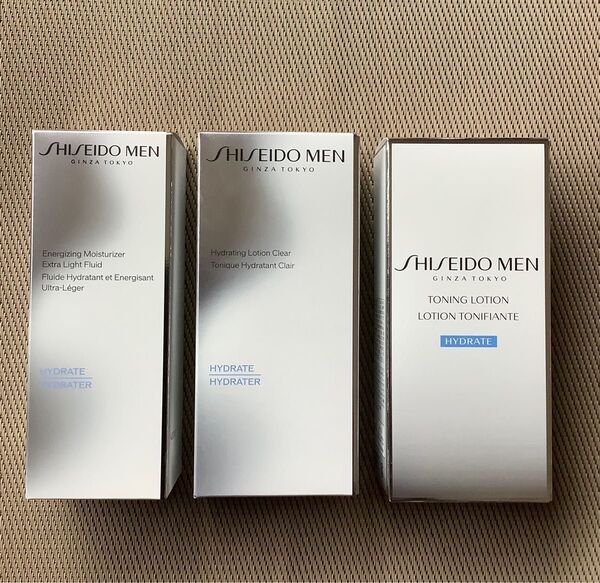 SHISEIDO MEN
GINZA TOKYO
Energizing Moisturizer
Extra Light Fluid
Fluide Hydratant et Energisant
Ultra-Léger
HYDRATE
HYDRATER
SHISEIDO MEN
GINZA TOKYO
Hydrating Lotion Clear
Tonique Hydratant Clair
HYDRATE
HYDRATER
SHISEIDO MEN
GINZA TOKYO
TONING LOTION
LOTION TONIFIANTE
HYDRATE